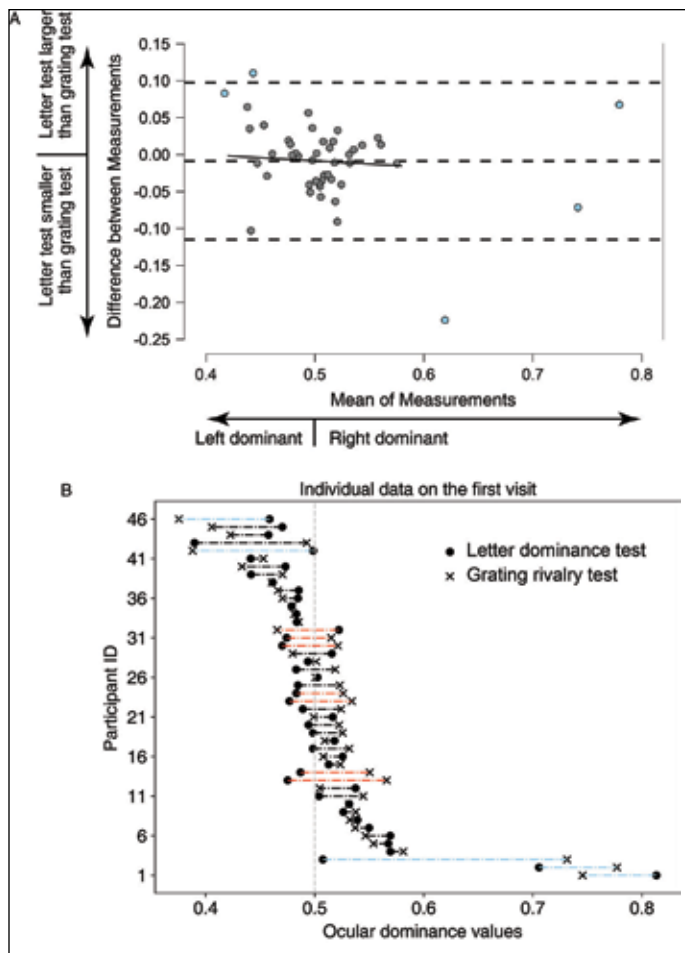 A
Letter test larger
than grating test
Letter test smaller
than grating test
Difference between Measurements
0.15
0.10
0.05
0.00
-0.05
-0.10
-0.15
-0.20
-0.25
0.4 0.5 0.6 0.7 0.8
Mean of Measurements
Left dominant Right dominant
B
Individual data on the first visit
Letter dominance test
Grating rivalry test
Participant ID
46
41
36
31
26
21
16
11
6
1
0.4 0.5 0.6 0.7 0.8
Ocular dominance values